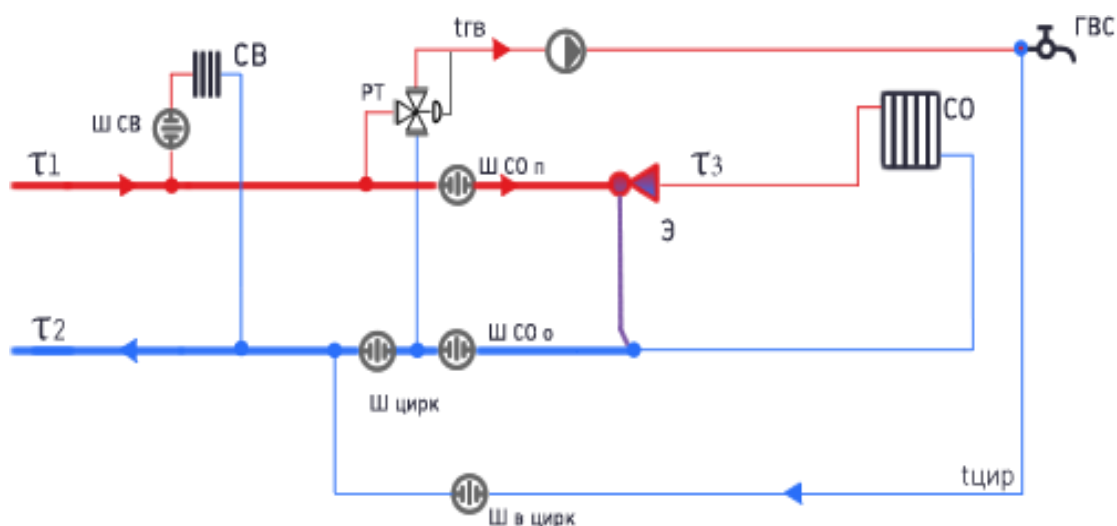 tгв
ГВС
СВ
РТ
СО
Ш СВ
τ1
Ш СО п
τ3
Э
τ2
Ш СО о
Ш цирк
tцир
Ш в цирк